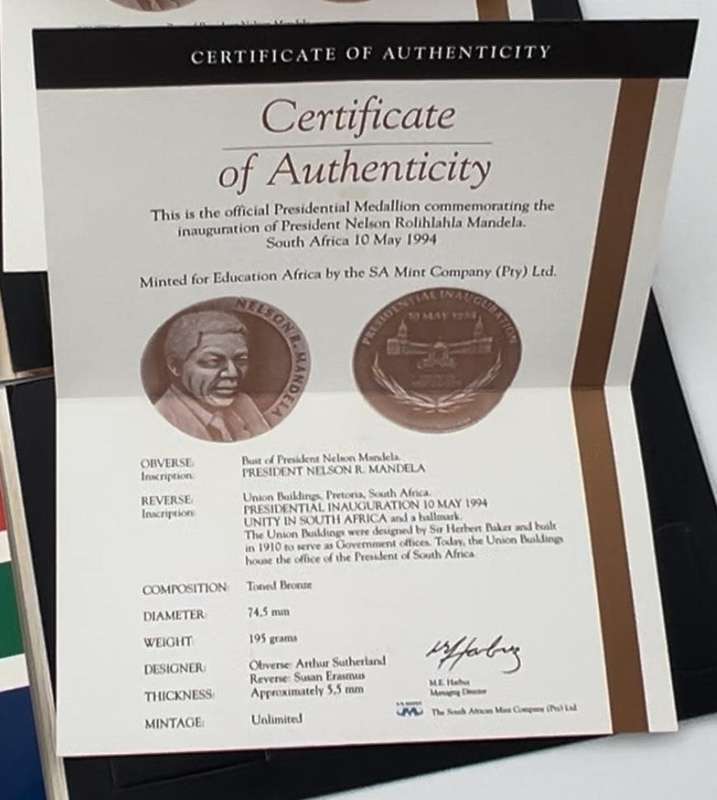 CERTIFICATE OF AUTHENTICITY
Certificate
of Authenticity
This is the official Presidential Medallion commemorating the
inauguration of President Nelson Rolihlahla Mandela.
South Africa 10 May 1994
Minted for Education Africa by the SA Mint Company (Pty) Ltd.
NELSON R. MANDELA
PRESIDENTIAL INAUGURATION
10 MAY 1994
OBVERSE: Bust of President Nelson Mandela.
Inscription: PRESIDENT NELSON R. MANDELA
REVERSE: Union Buildings, Pretoria, South Africa.
Inscription: PRESIDENTIAL INAUGURATION 10 MAY 1994
UNITY IN SOUTH AFRICA and a hallmark.
The Union Buildings were designed by Sir Herbert Baker and built
in 1910 to serve as Government offices. Today, the Union Buildings
house the office of the President of South Africa.
COMPOSITION: Toned Bronze
DIAMETER: 74,5 mm
WEIGHT: 195 grams
DESIGNER: Obverse: Arthur Sutherland
Reverse: Susan Erasmus
THICKNESS: Approximately 5,5 mm
MINTAGE: Unlimited
M.E.
Managing Director
The South African Mint Company (Pty) Ltd.